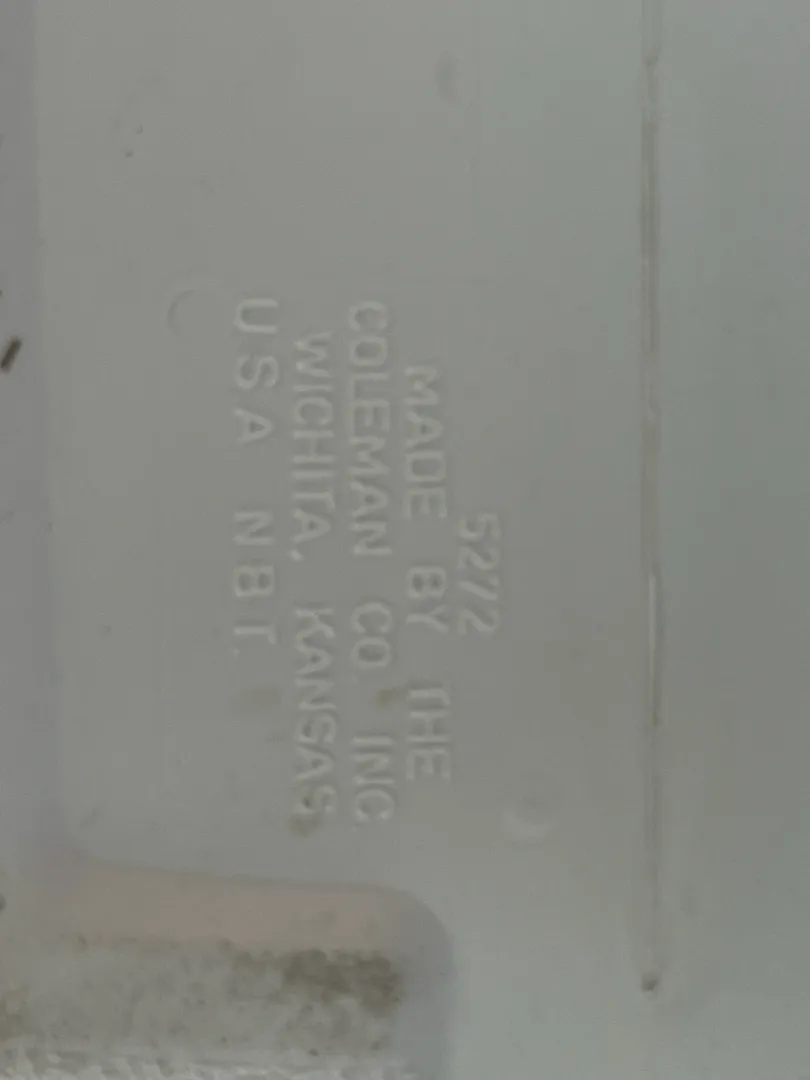 5272
MADE BY THE
COLEMAN CO INC
WICHITA, KANSAS
U S A N B I